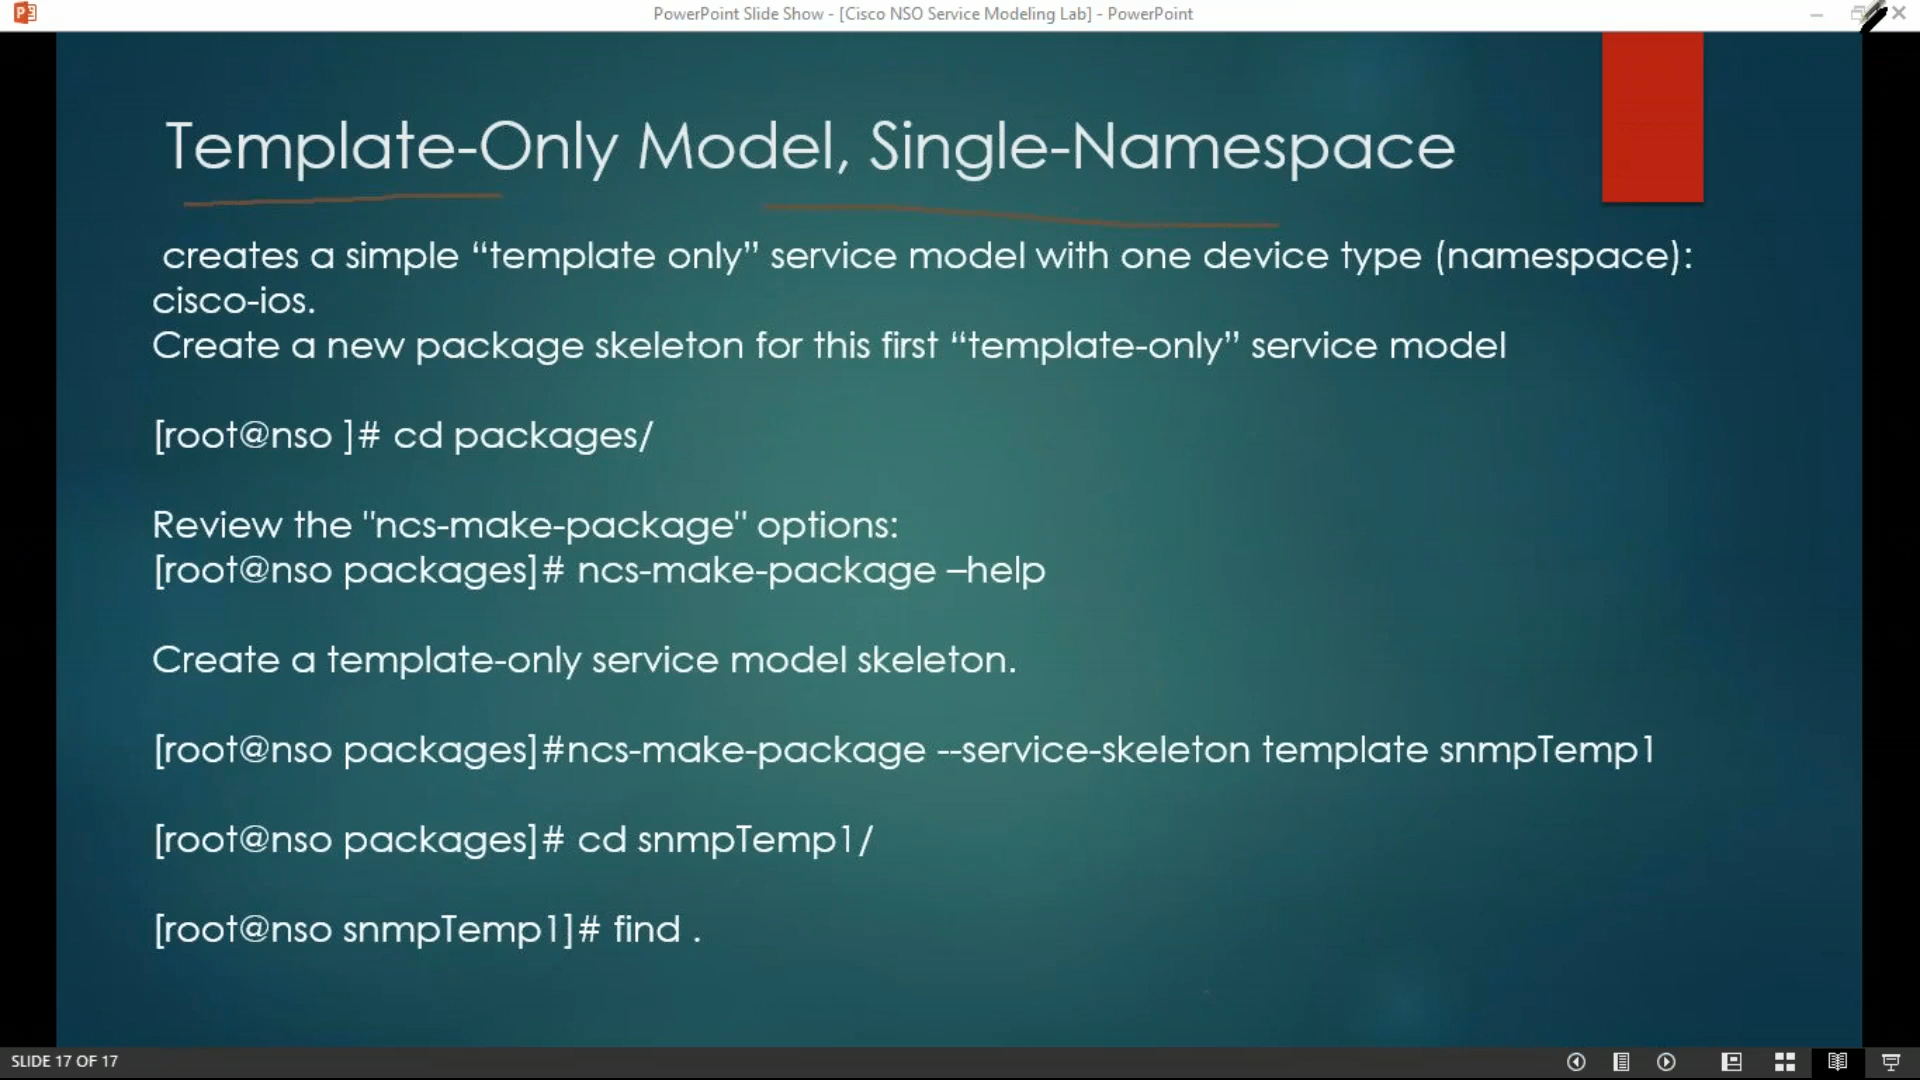 PowerPoint Slide Show - [Cisco NSO Service Modeling Lab] - PowerPoint
Template-Only Model, Single-Namespace
creates a simple “template only” service model with one device type (namespace):
cisco-ios.
Create a new package skeleton for this first “template-only” service model
[root@nso ]# cd packages/
Review the "ncs-make-package" options:
[root@nso packages]# ncs-make-package –help
Create a template-only service model skeleton.
[root@nso packages]#ncs-make-package --service-skeleton template snmpTemp1
[root@nso packages]# cd snmpTemp1/
[root@nso snmpTemp1]# find .
SLIDE 17 OF 17